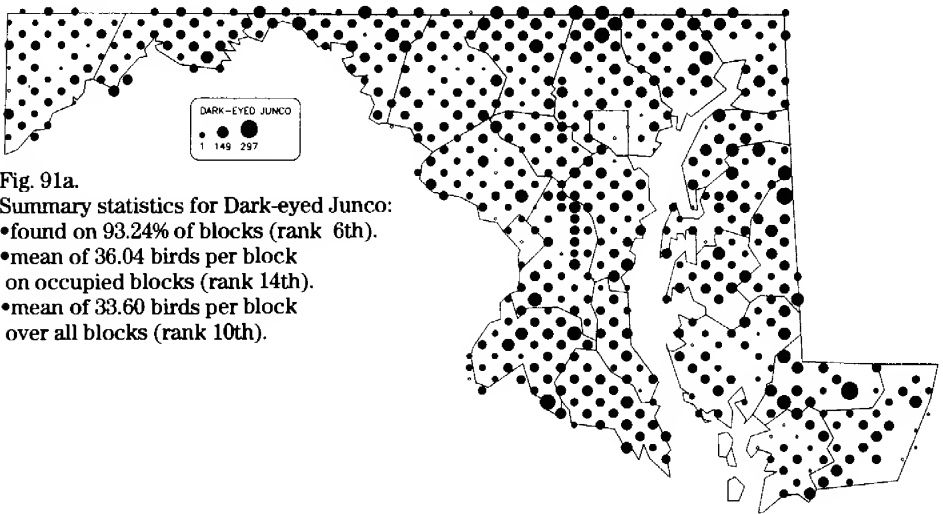 DARK-EYED JUNCO
1 149 297
Fig. 91a.
Summary statistics for Dark-eyed Junco:
•found on 93.24% of blocks (rank 6th).
•mean of 36.04 birds per block
on occupied blocks (rank 14th).
•mean of 33.60 birds per block
over all blocks (rank 10th).